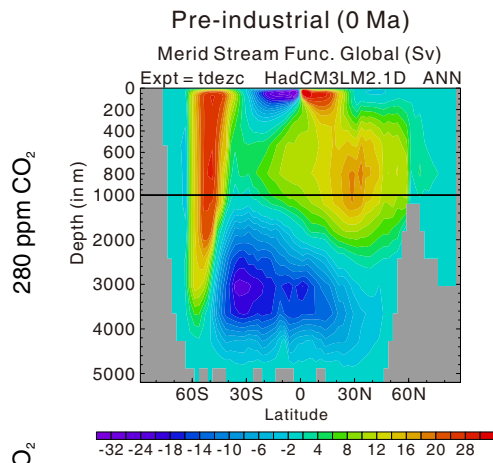 Pre-industrial (0 Ma)
Merid Stream Func. Global (Sv)
Expt = tdezc HadCM3LM2.1D ANN
280 ppm CO₂
Depth (inm)
0
200
400
600
800
1000
2000
3000
4000
5000
60S 30S 0 30N 60N
Latitude
-32 -24 -18 -14 -10 -6 -2 4 8 12 16 20 28
O₂